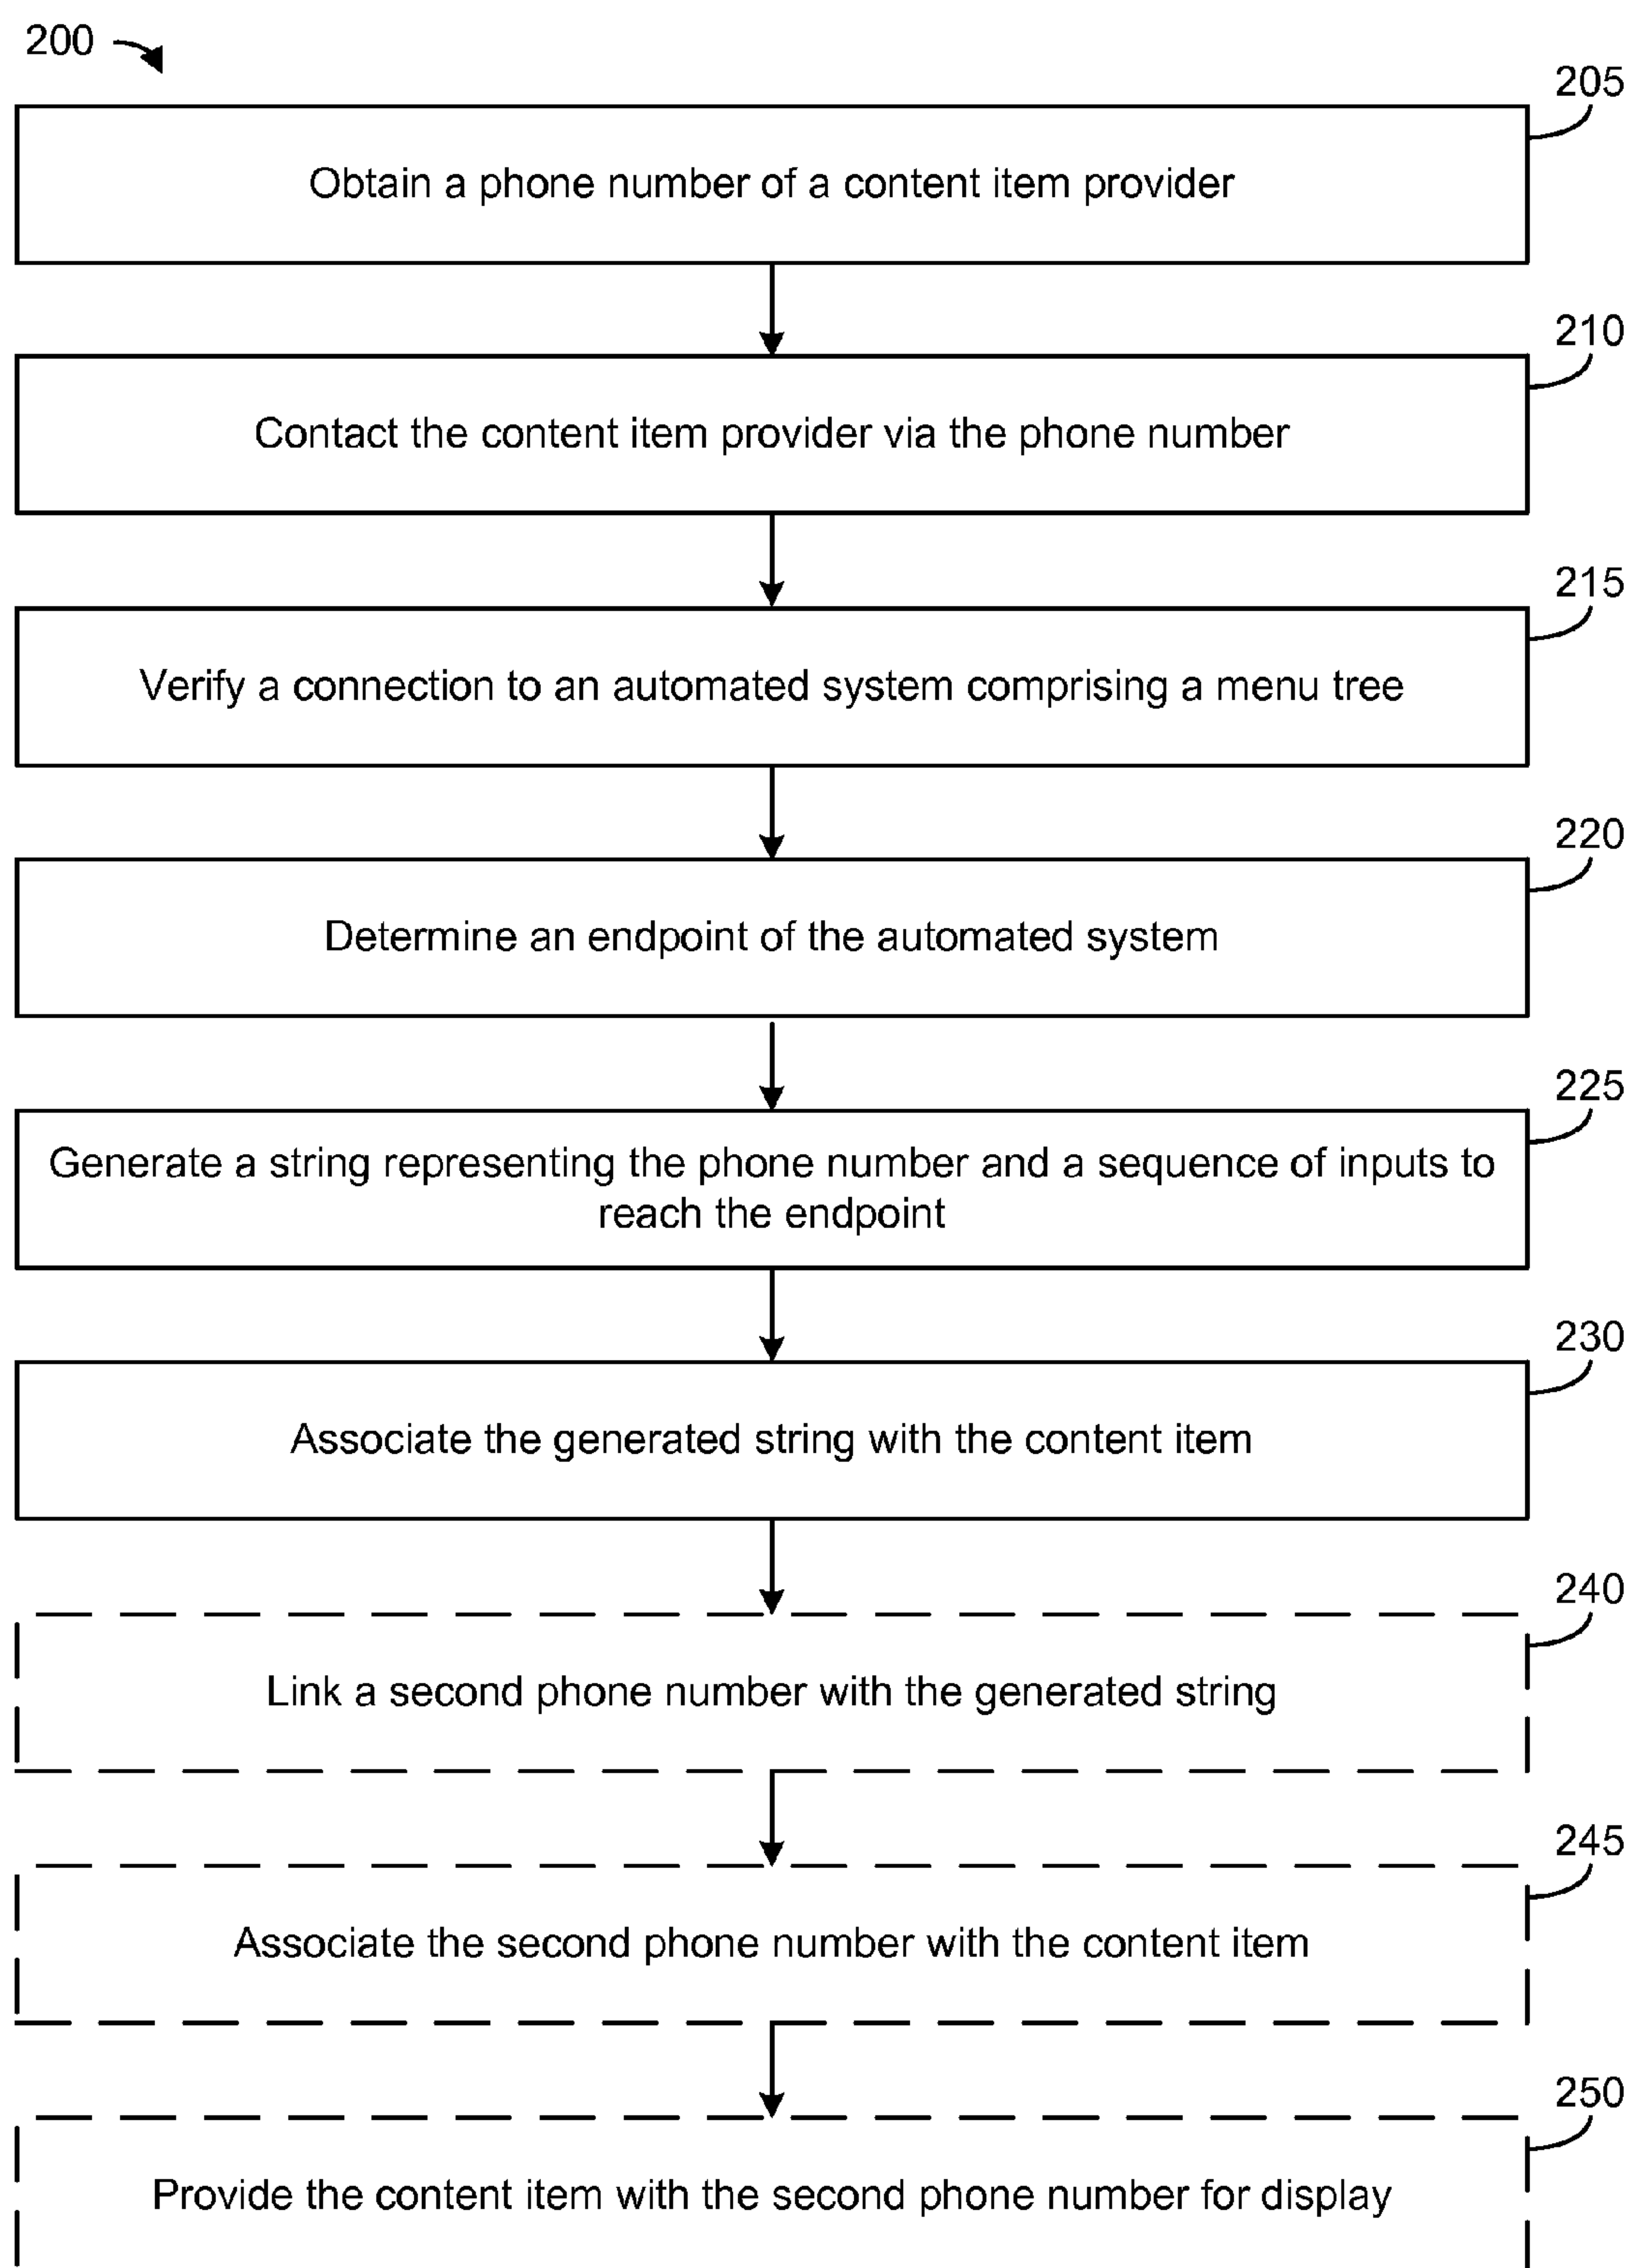 200
205
Obtain a phone number of a content item provider
210
Contact the content item provider via the phone number
215
Verify a connection to an automated system comprising a menu tree
220
Determine an endpoint of the automated system
225
Generate a string representing the phone number and a sequence of inputs to
reach the endpoint
230
Associate the generated string with the content item
240
Link a second phone number with the generated string
245
Associate the second phone number with the content item
250
Provide the content item with the second phone number for display